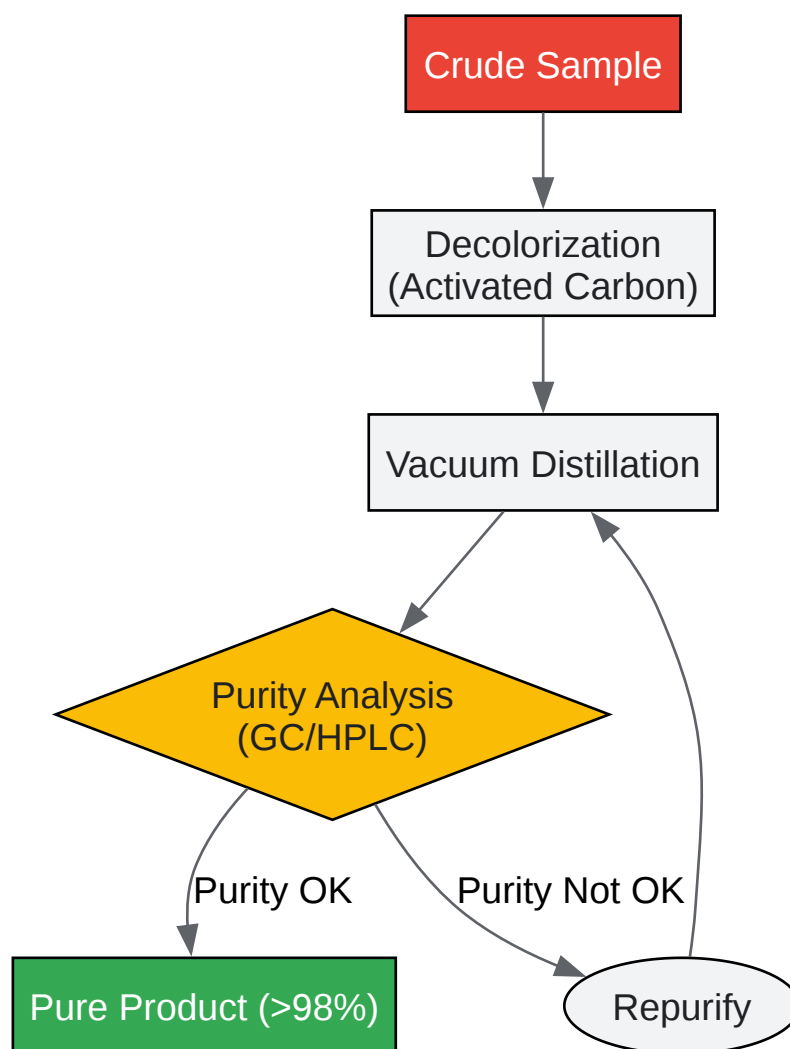 Crude Sample
Decolorization
(Activated Carbon)
Vacuum Distillation
Purity Analysis
(GC/HPLC)
Purity OK
Purity Not OK
Pure Product (>98%)
Repurify